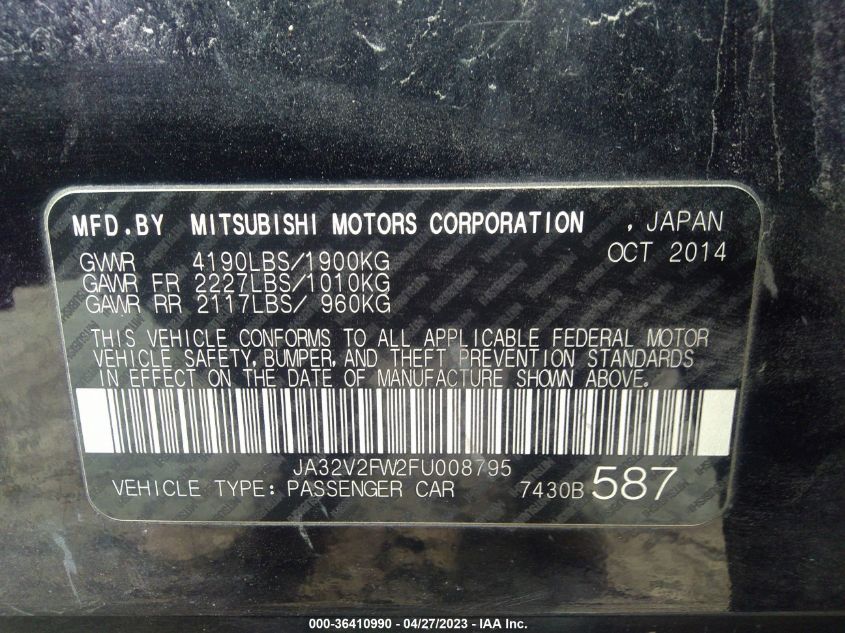 MFD.BY MITSUBISHI MOTORS CORPORATION , JAPAN
OCT 2014
GVWR 4190LBS/1900KG
GAWR FR 2227LBS/1010KG
GAWR RR 2117LBS/ 960KG
THIS VEHICLE CONFORMS TO ALL APPLICABLE FEDERAL MOTOR
VEHICLE SAFETY, BUMPER, AND THEFT PREVENTION STANDARDS
IN EFFECT ON THE DATE OF MANUFACTURE SHOWN ABOVE.
JA32V2FW2FU008795
VEHICLE TYPE: PASSENGER CAR 7430B 587
000-36410990 - 04/27/2023 - IAA Inc.